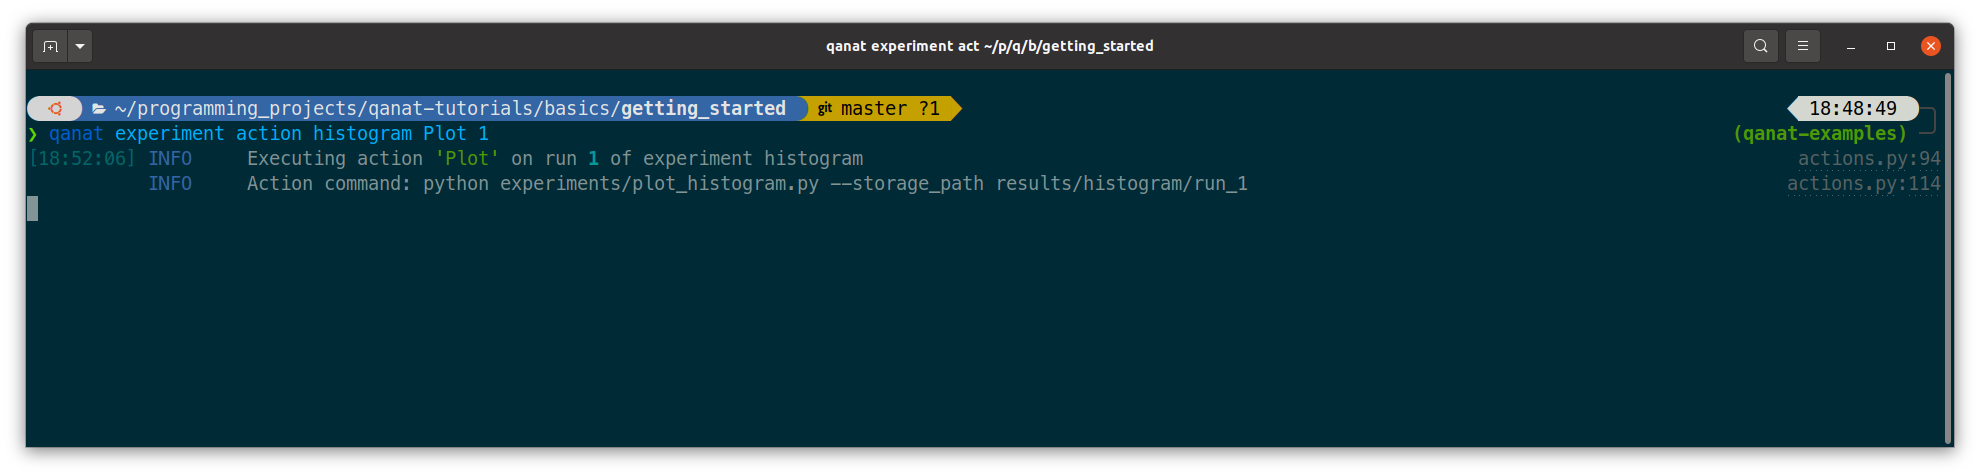 qanat experiment act ~/p/q/b/getting_started
~/programming_projects/qanat-tutorials/basics/getting_started git master ?1 18:48:49
❯ qanat experiment action histogram Plot 1 (qanat-examples)
[18:52:06] INFO Executing action 'Plot' on run 1 of experiment histogram actions.py:94
INFO Action command: python experiments/plot_histogram.py --storage_path results/histogram/run_1 actions.py:114